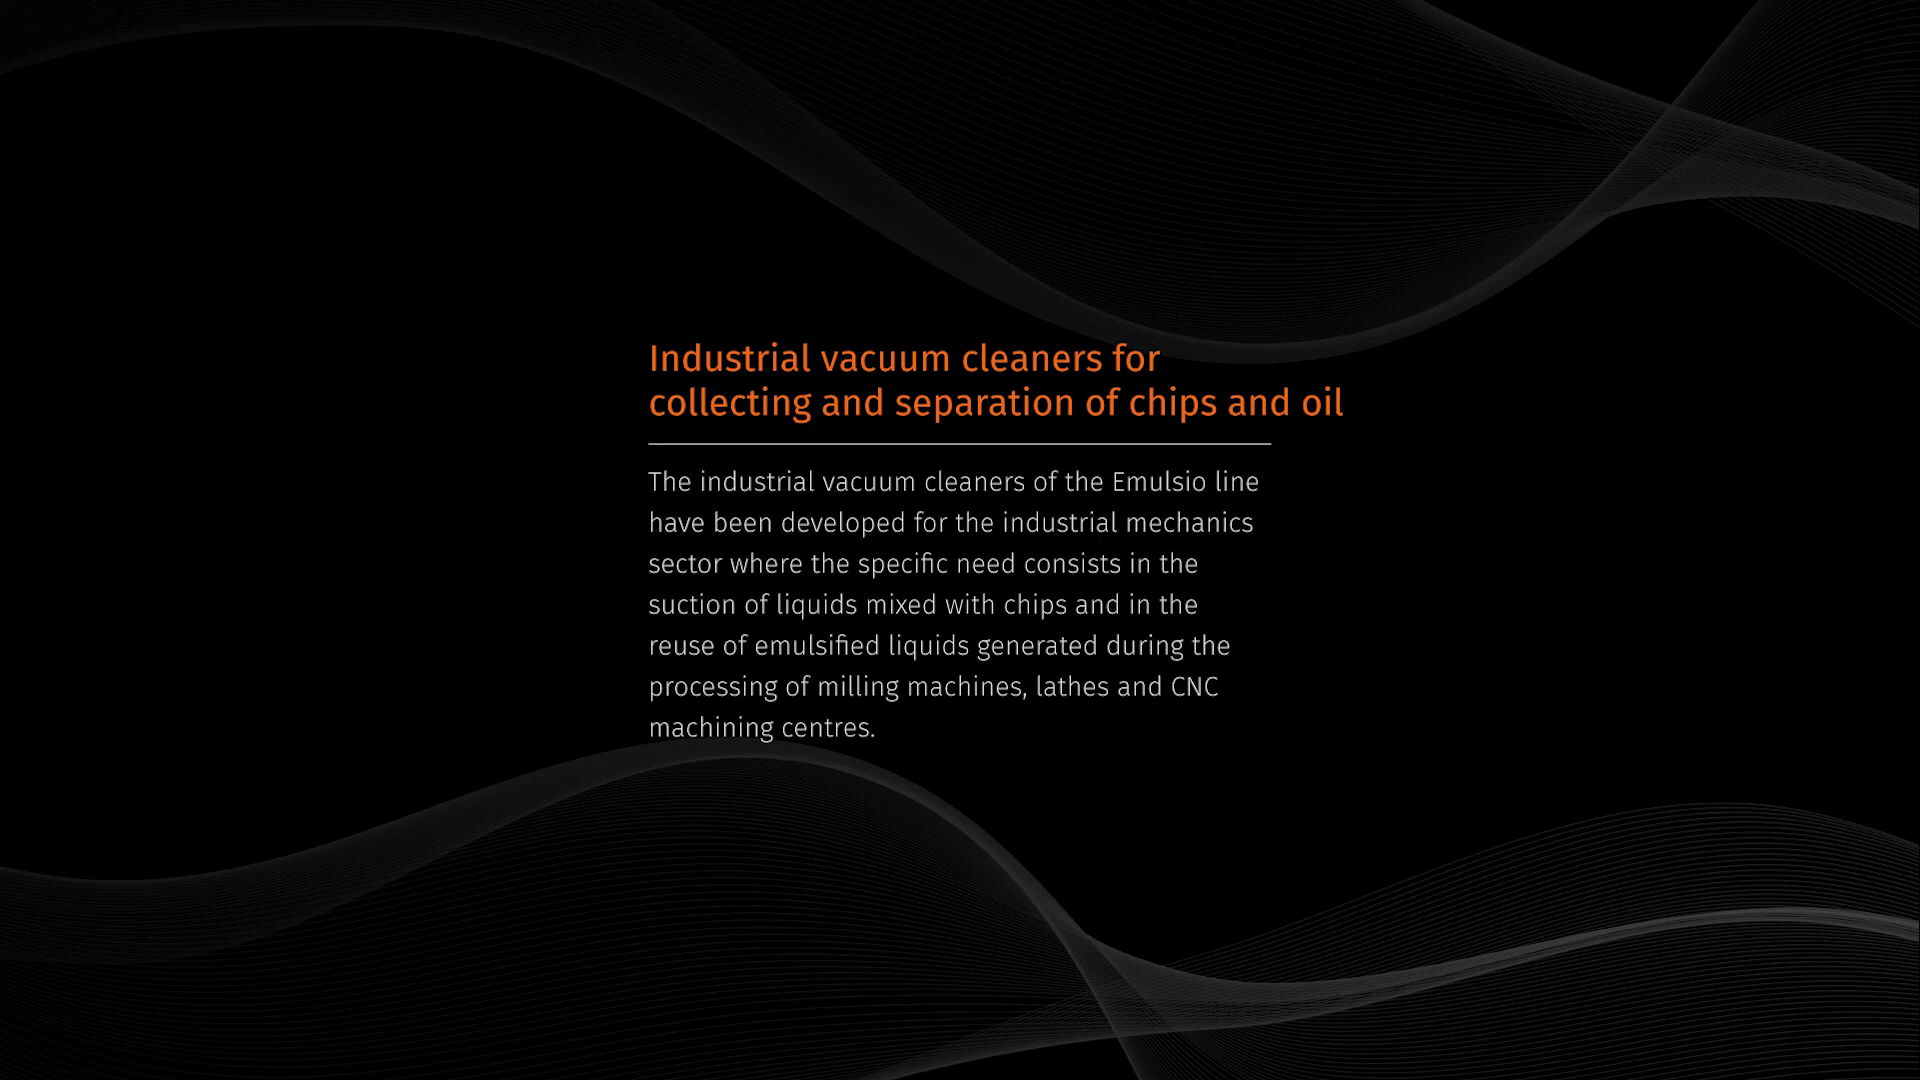 Industrial vacuum cleaners for
collecting and separation of chips and oil
The industrial vacuum cleaners of the Emulsio line
have been developed for the industrial mechanics
sector where the specific need consists in the
suction of liquids mixed with chips and in the
reuse of emulsified liquids generated during the
processing of milling machines, lathes and CNC
machining centres.